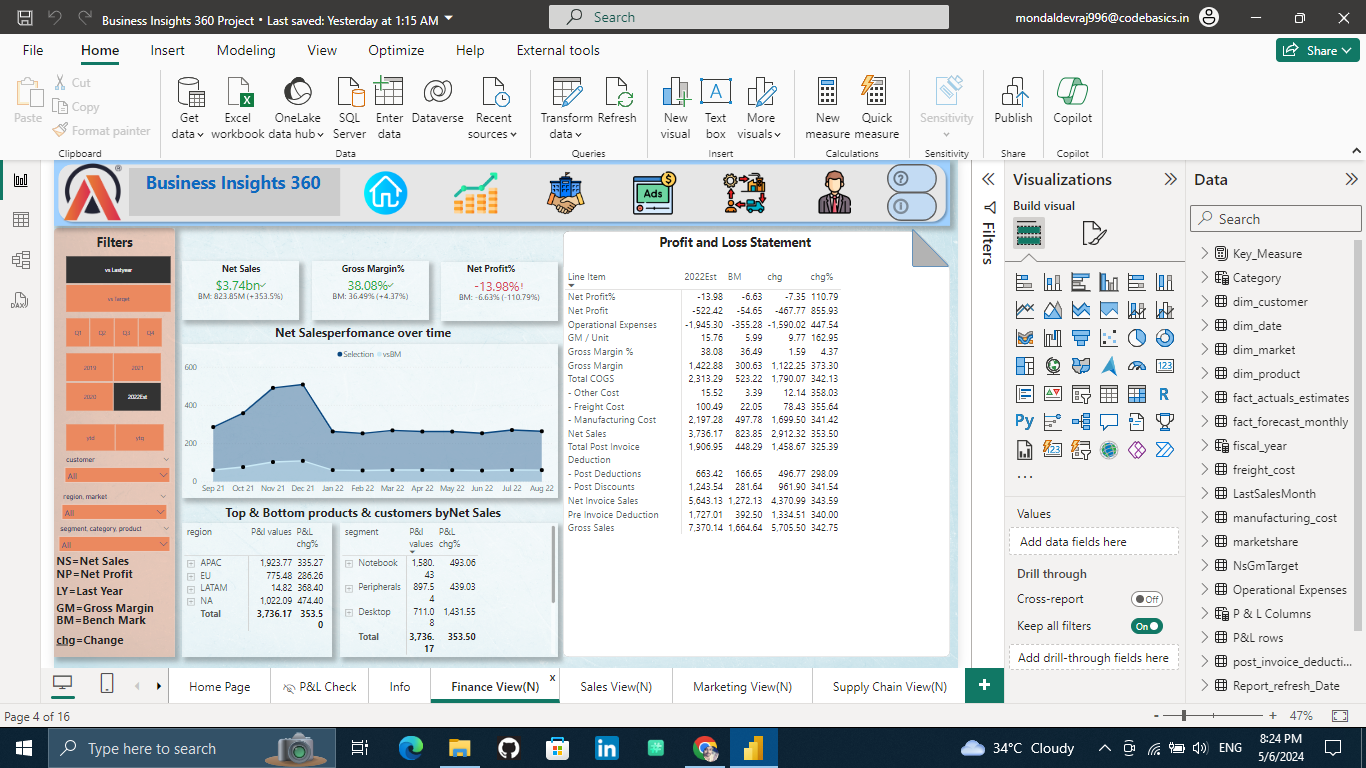 Business Insights 360 Project • Last saved: Yesterday at 1:15 AM
Search
mondaldevraj996@codebasics.in
File Home Insert Modeling View Optimize Help External tools
Share
Paste
Cut
Copy
Format painter
Clipboard
Get data
Excel workbook
OneLake data hub
SQL Server
Enter data
Dataverse
Recent sources
Data
Transform data
Refresh
Queries
New visual
Text box
More visuals
Insert
New measure
Quick measure
Calculations
Sensitivity
Sensitivity
Publish
Share
Copilot
Copilot
Business Insights 360
Ads
Filters
vs Lastyear
vs Target
Q1 Q2 Q3 Q4
2019 2021
2020 2022Est
ytd ytg
customer
All
region, market
All
segment, category, product
All
NS=Net Sales
NP=Net Profit
LY=Last Year
GM=Gross Margin
BM=Bench Mark
chg=Change
Net Sales
$3.74bn
BM: 823.85M (+353.5%)
Gross Margin%
38.08%
BM: 36.49% (+4.37%)
Net Profit%
-13.98%!
BM: -6.63% (-110.79%)
Net Salesperfomance over time
Selection vsBM
600
400
200
0
Sep 21 Oct 21 Nov 21 Dec 21 Jan 22 Feb 22 Mar 22 Apr 22 May 22 Jun 22 Jul 22 Aug 22
Top & Bottom products & customers byNet Sales
region P&l values P&L chg%
APAC 1,923.77 335.27
EU 775.48 286.26
LATAM 14.82 368.40
NA 1,022.09 474.40
Total 3,736.17 353.5
0
segment P&l values P&L chg%
Notebook 1,580. 493.06
43
Peripherals 897.5 439.03
4
Desktop 711.0 1,431.55
8
Total 3,736. 353.50
17
Profit and Loss Statement
Line Item 2022Est BM chg chg%
Net Profit% -13.98 -6.63 -7.35 110.79
Net Profit -522.42 -54.65 -467.77 855.93
Operational Expenses -1,945.30 -355.28 -1,590.02 447.54
GM / Unit 15.76 5.99 9.77 162.95
Gross Margin % 38.08 36.49 1.59 4.37
Gross Margin 1,422.88 300.63 1,122.25 373.30
Total COGS 2,313.29 523.22 1,790.07 342.13
- Other Cost 15.52 3.39 12.14 358.03
- Freight Cost 100.49 22.05 78.43 355.64
- Manufacturing Cost 2,197.28 497.78 1,699.50 341.42
Net Sales 3,736.17 823.85 2,912.32 353.50
Total Post Invoice 1,906.95 448.29 1,458.67 325.39
Deduction
- Post Deductions 663.42 166.65 496.77 298.09
- Post Discounts 1,243.54 281.64 961.90 341.54
Net Invoice Sales 5,643.13 1,272.13 4,370.99 343.59
Pre Invoice Deduction 1,727.01 392.50 1,334.51 340.00
Gross Sales 7,370.14 1,664.64 5,705.50 342.75
Filters
Visualizations
Build visual
Values
Add data fields here
Drill through
Cross-report Off
Keep all filters On
Add drill-through fields here
Data
Search
Key_Measure
Category
dim_customer
dim_date
dim_market
dim_product
fact_actuals_estimates
fact_forecast_monthly
fiscal_year
freight_cost
LastSalesMonth
manufacturing_cost
marketshare
NsGmTarget
Operational Expenses
P & L Columns
P&L rows
post_invoice_deducti...
Report_refresh_Date
Home Page P&L Check Info Finance View(N) x Sales View(N) Marketing View(N) Supply Chain View(N) +
Page 4 of 16
- + 47%
Type here to search
34°C Cloudy
ENG
8:24 PM
5/6/2024